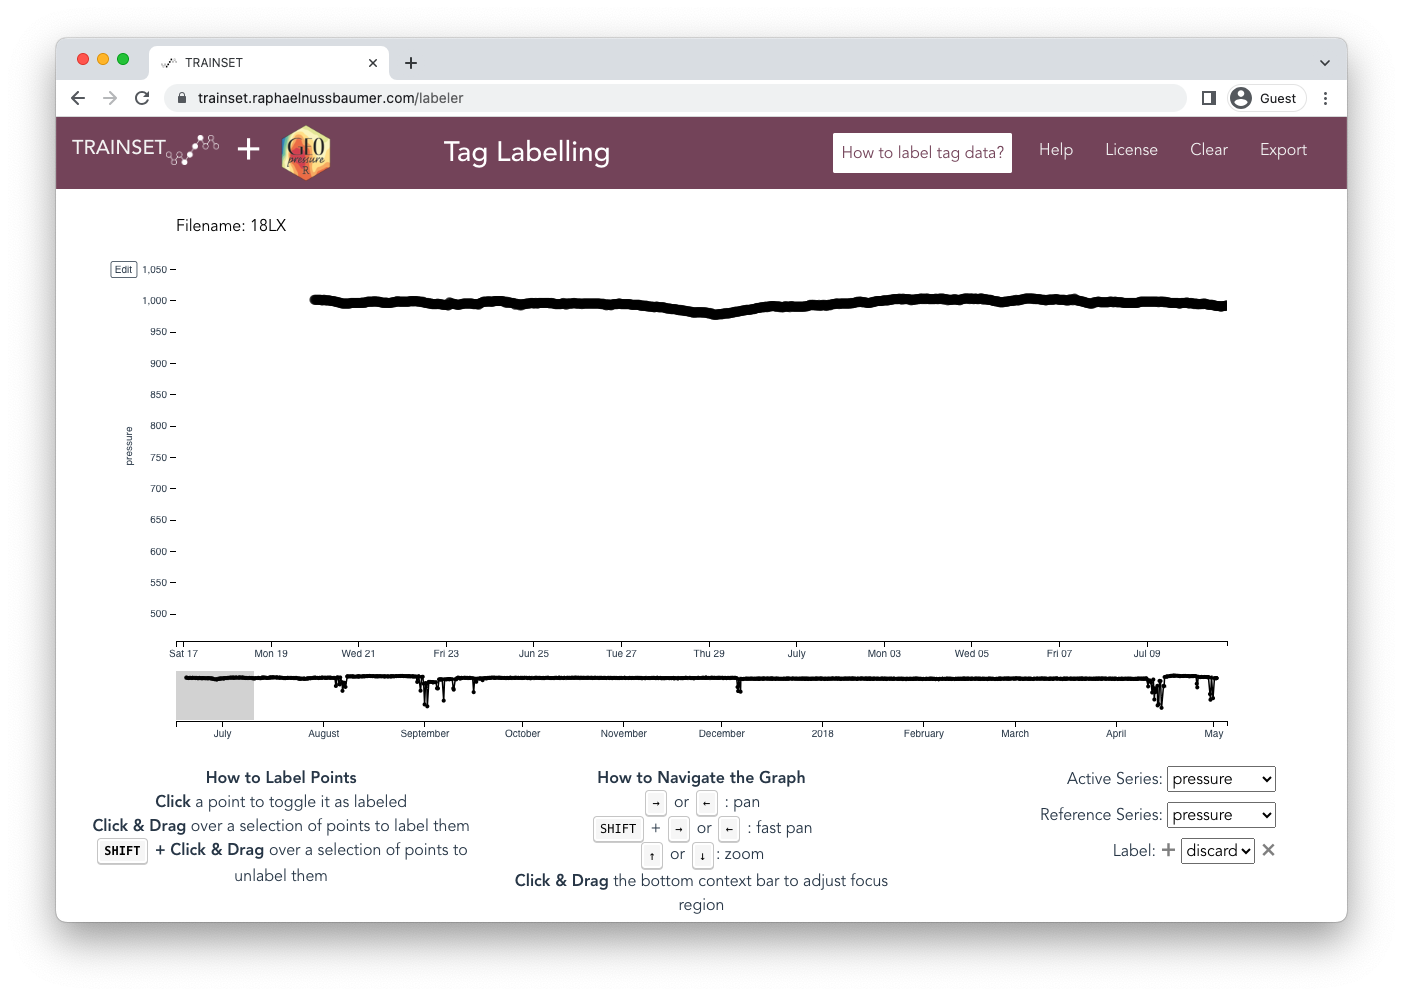 TRAINSET
trainset.raphaelnussbaumer.com/labeler
Guest
TRAINSET
GEO
pressure
R
Tag Labelling
How to label tag data?
Help
License
Clear
Export
Filename: 18LX
Edit
1,050
1,000
950
900
850
800
750
700
650
600
550
500
pressure
Sat 17 Mon 19 Wed 21 Fri 23 Jun 25 Tue 27 Thu 29 July Mon 03 Wed 05 Fri 07 Jul 09
July August September October November December 2018 February March April May
How to Label Points
Click a point to toggle it as labeled
Click & Drag over a selection of points to label them
SHIFT + Click & Drag over a selection of points to
unlabel them
How to Navigate the Graph
→ or ← : pan
SHIFT + → or ← : fast pan
↑ or ↓ : zoom
Click & Drag the bottom context bar to adjust focus
region
Active Series: pressure
Reference Series: pressure
Label: + discard ×